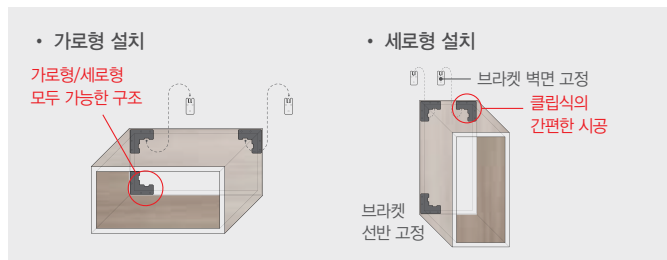 • 가로형 설치
가로형/세로형
모두 가능한 구조
• 세로형 설치
브라켓 벽면 고정
클립식의
간편한 시공
브라켓
선반 고정